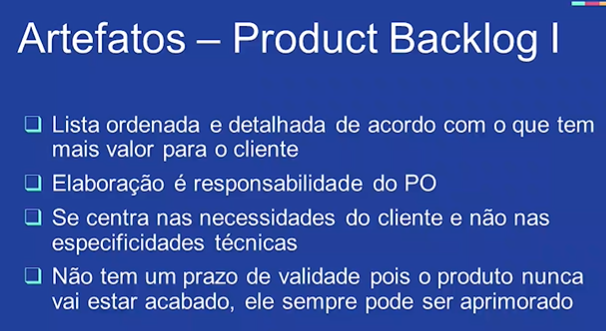 Artefatos – Product Backlog I
Lista ordenada e detalhada de acordo com o que tem
mais valor para o cliente
Elaboração é responsabilidade do PO
Se centra nas necessidades do cliente e não nas
especificidades técnicas
Não tem um prazo de validade pois o produto nunca
vai estar acabado, ele sempre pode ser aprimorado